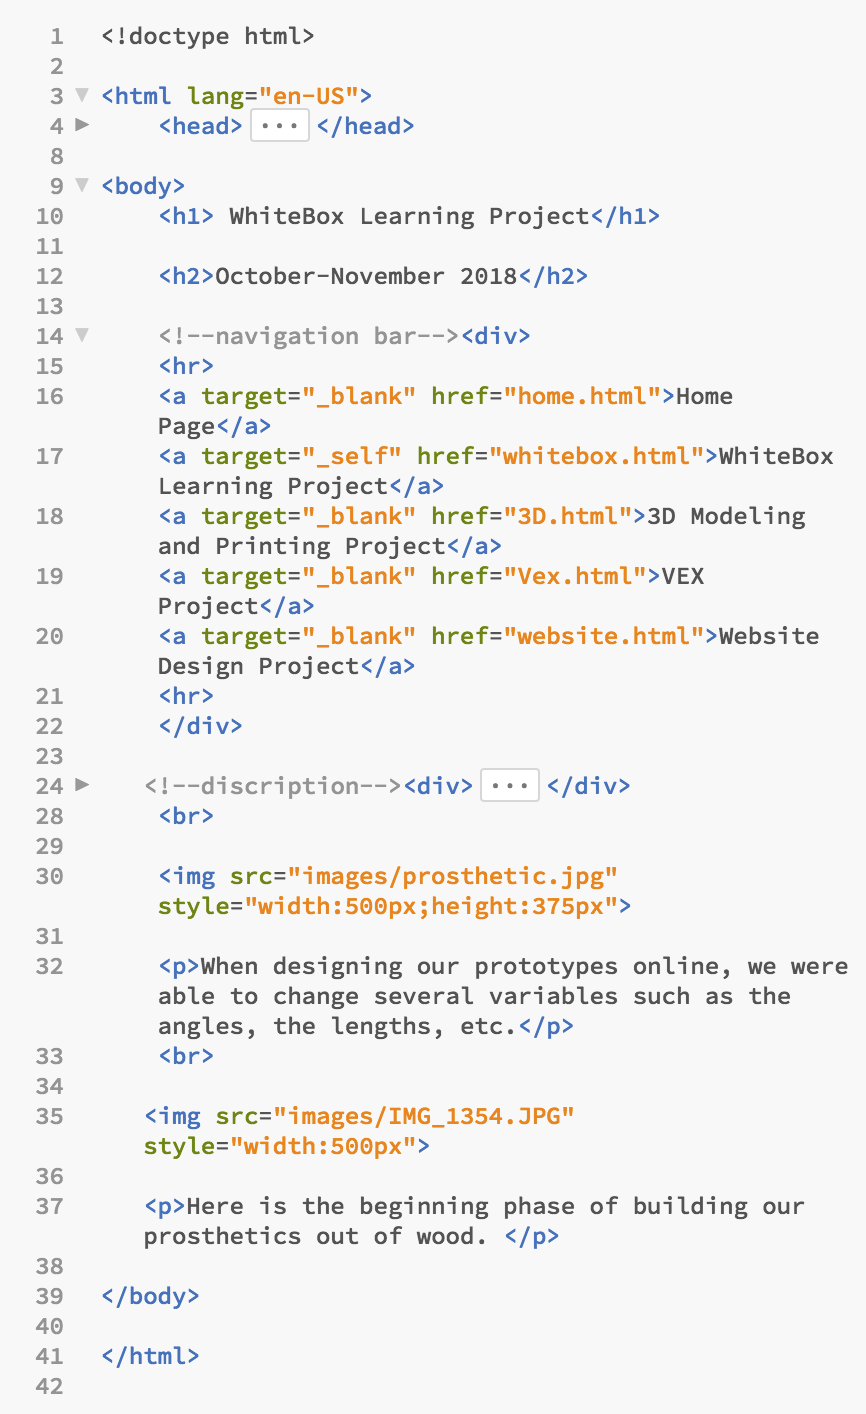 1 <!doctype html>
2
3 <html lang="en-US">
4 <head> ... </head>
8
9 <body>
10 <h1> WhiteBox Learning Project</h1>
11
12 <h2>October-November 2018</h2>
13
14 <!--navigation bar--><div>
15 <hr>
16 <a target="_blank" href="home.html">Home
Page</a>
17 <a target="_self" href="whitebox.html">WhiteBox
Learning Project</a>
18 <a target="_blank" href="3D.html">3D Modeling
and Printing Project</a>
19 <a target="_blank" href="Vex.html">VEX
Project</a>
20 <a target="_blank" href="website.html">Website
Design Project</a>
21 <hr>
22 </div>
23
24 <!--discription--><div> ... </div>
28 <br>
29
30 <img src="images/prosthetic.jpg"
style="width:500px;height:375px">
31
32 <p>When designing our prototypes online, we were
able to change several variables such as the
angles, the lengths, etc.</p>
33 <br>
34
35 <img src="images/IMG_1354.JPG"
style="width:500px">
36
37 <p>Here is the beginning phase of building our
prosthetics out of wood. </p>
38
39 </body>
40
41 </html>
42